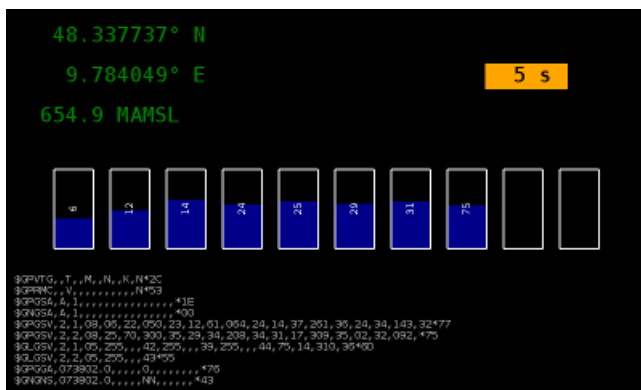 48.337737° N
9.784049° E
5 s
654.9 MAMSL
6 12 14 24 25 29 31 75
$GPVTG,,T,,M,,N,,K,N*2C
$GPRMC,,V,,,,,,,,,,N*53
$GPGSA,A,1,,,,,,,,,,,,,,,*1E
$GNGSA,A,1,,,,,,,,,,,,,,,*00
$GPGSV,2,1,08,06,22,050,23,12,61,064,24,14,37,261,36,24,34,143,32*77
$GPGSV,2,2,08,25,70,300,35,29,34,208,34,31,17,309,35,02,32,092,*75
$GLGSV,2,1,05,255,,,42,255,,,39,255,,,44,75,14,310,36*60
$GLGSV,2,2,05,255,,,43*55
$GPGGA,073802.0,,,,,0,,,,,,,,*76
$GNGNS,073802.0,,,,,NN,,,,,,*43